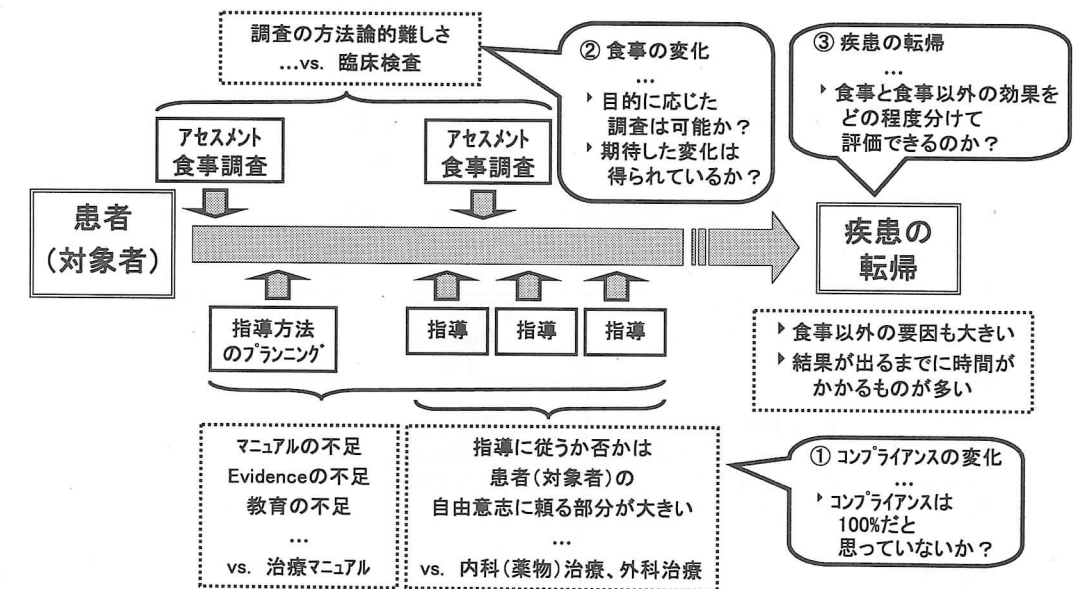 調査の方法論的難しさ
…vs. 臨床検査
② 食事の変化
…
目的に応じた
調査は可能か？
期待した変化は
得られているか？
③ 疾患の転帰
…
食事と食事以外の効果を
どの程度分けて
評価できるのか？
アセスメント
食事調査
アセスメント
食事調査
患者
（対象者）
疾患の
転帰
指導方法
のプランニング
指導
指導
指導
食事以外の要因も大きい
結果が出るまでに時間が
かかるものが多い
マニュアルの不足
Evidenceの不足
教育の不足
…
vs. 治療マニュアル
指導に従うか否かは
患者（対象者）の
自由意志に頼る部分が大きい
…
vs. 内科（薬物）治療、外科治療
① コンプライアンスの変化
…
コンプライアンスは
100%だと
思っていないか？